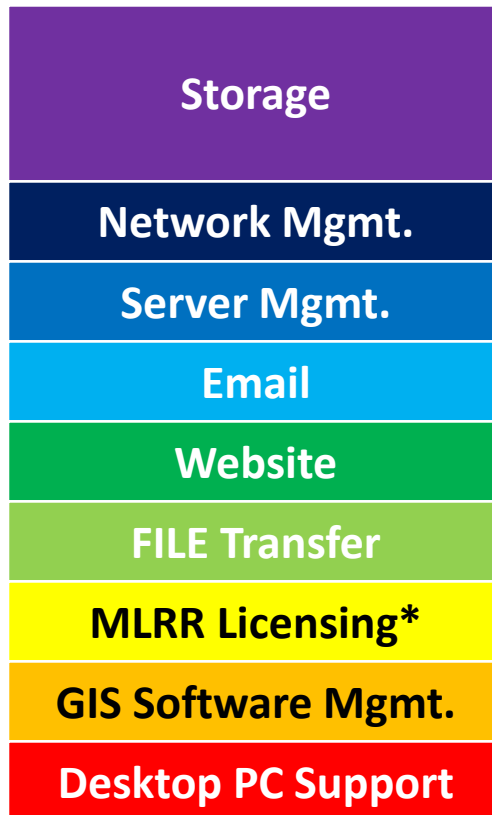 Storage
Network Mgmt.
Server Mgmt.
Email
Website
FILE Transfer
MLRR Licensing*
GIS Software Mgmt.
Desktop PC Support